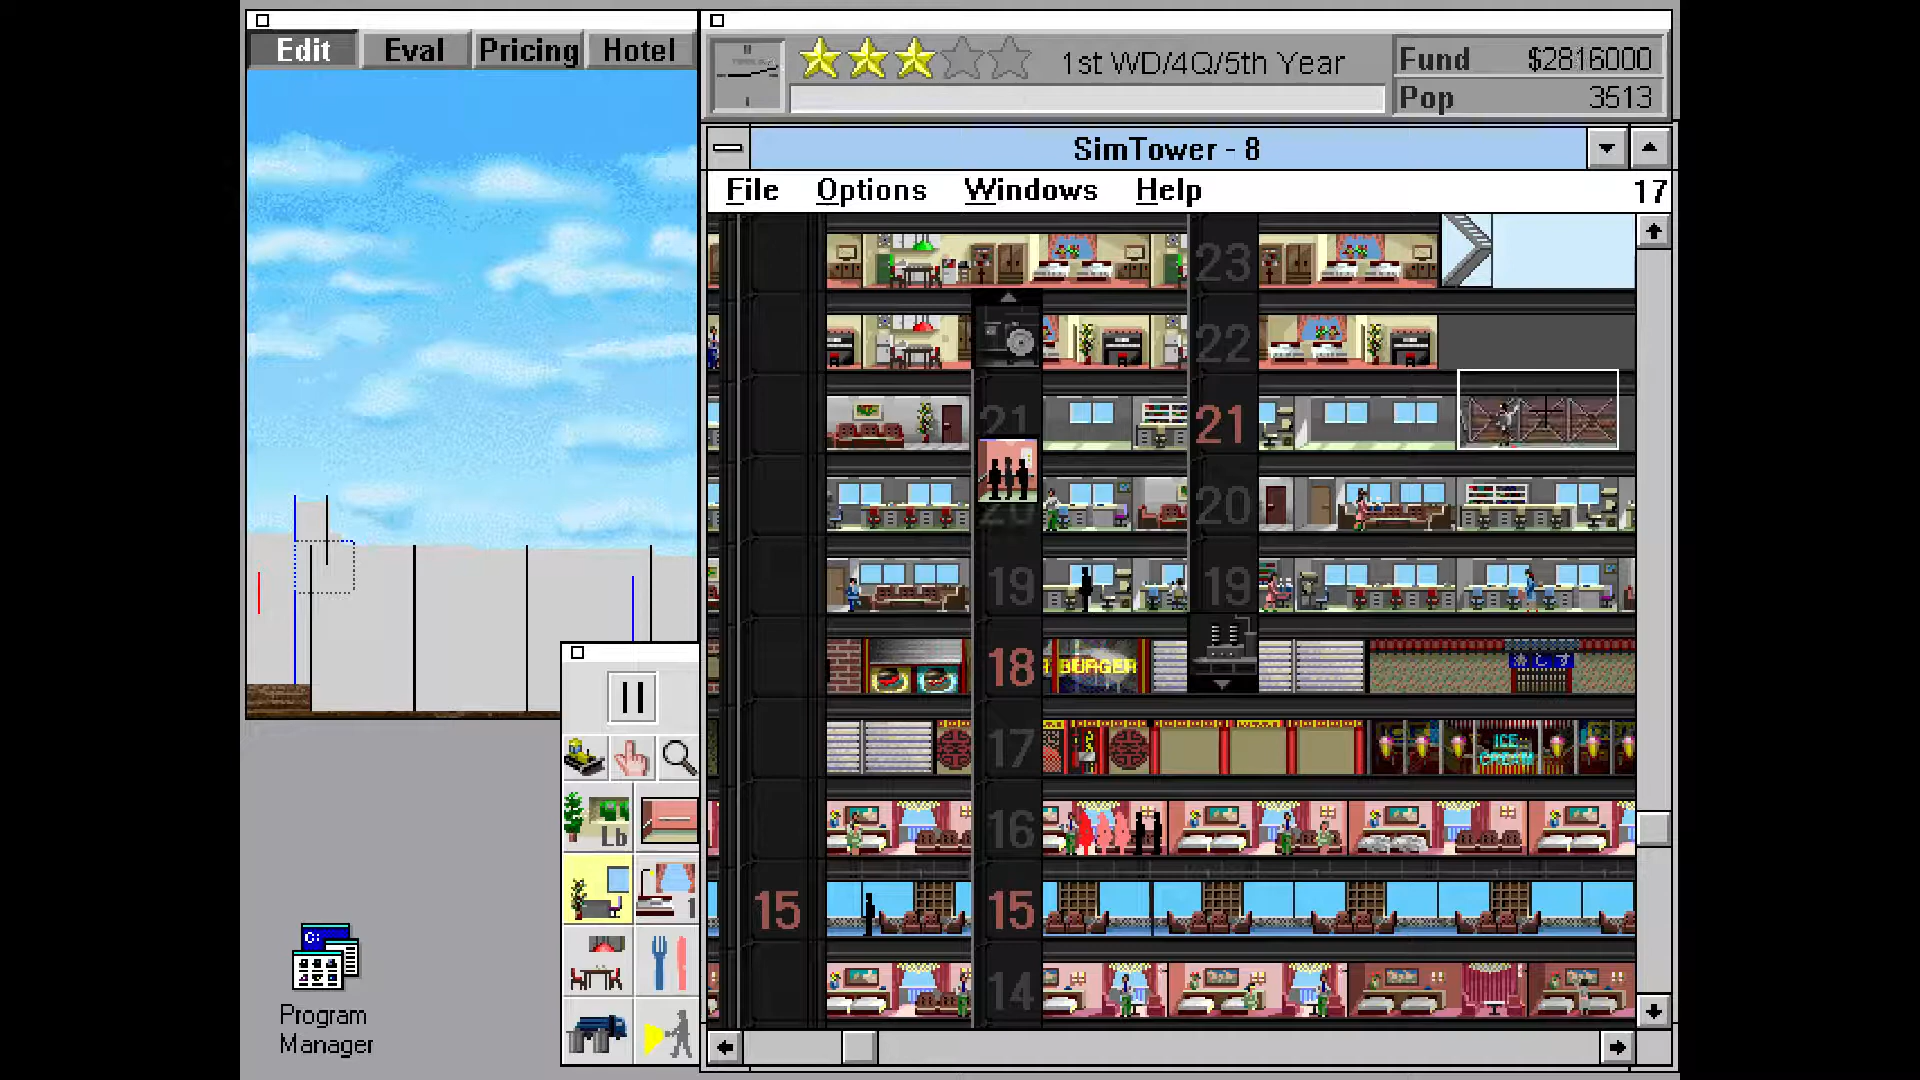 Edit Eval Pricing Hotel
1st WD/4Q/5th Year
Fund $2816000
Pop 3513
SimTower - 8
File Options Windows Help 17
23
22
21 21
20 20
19 19
18 BURGER
17 ICE CREAM
16
15 15
14
Lb
1
C:\
Program
Manager